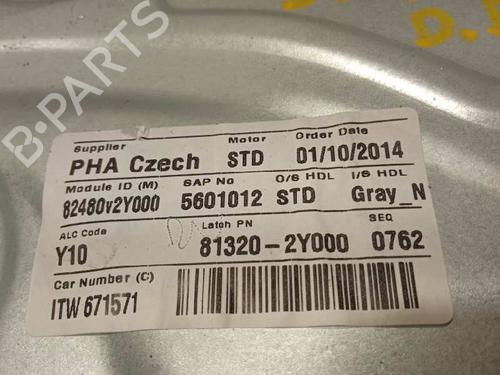 B-PARTS
Supplier Motor Order Date
PHA Czech STD 01/10/2014
Module ID (M) SAP No O/S HDL I/S HDL
82480v2Y000 5601012 STD Gray_N
ALC Code Latch PN SEQ
Y10 81320-2Y000 0762
Car Number (C)
ITW 671571